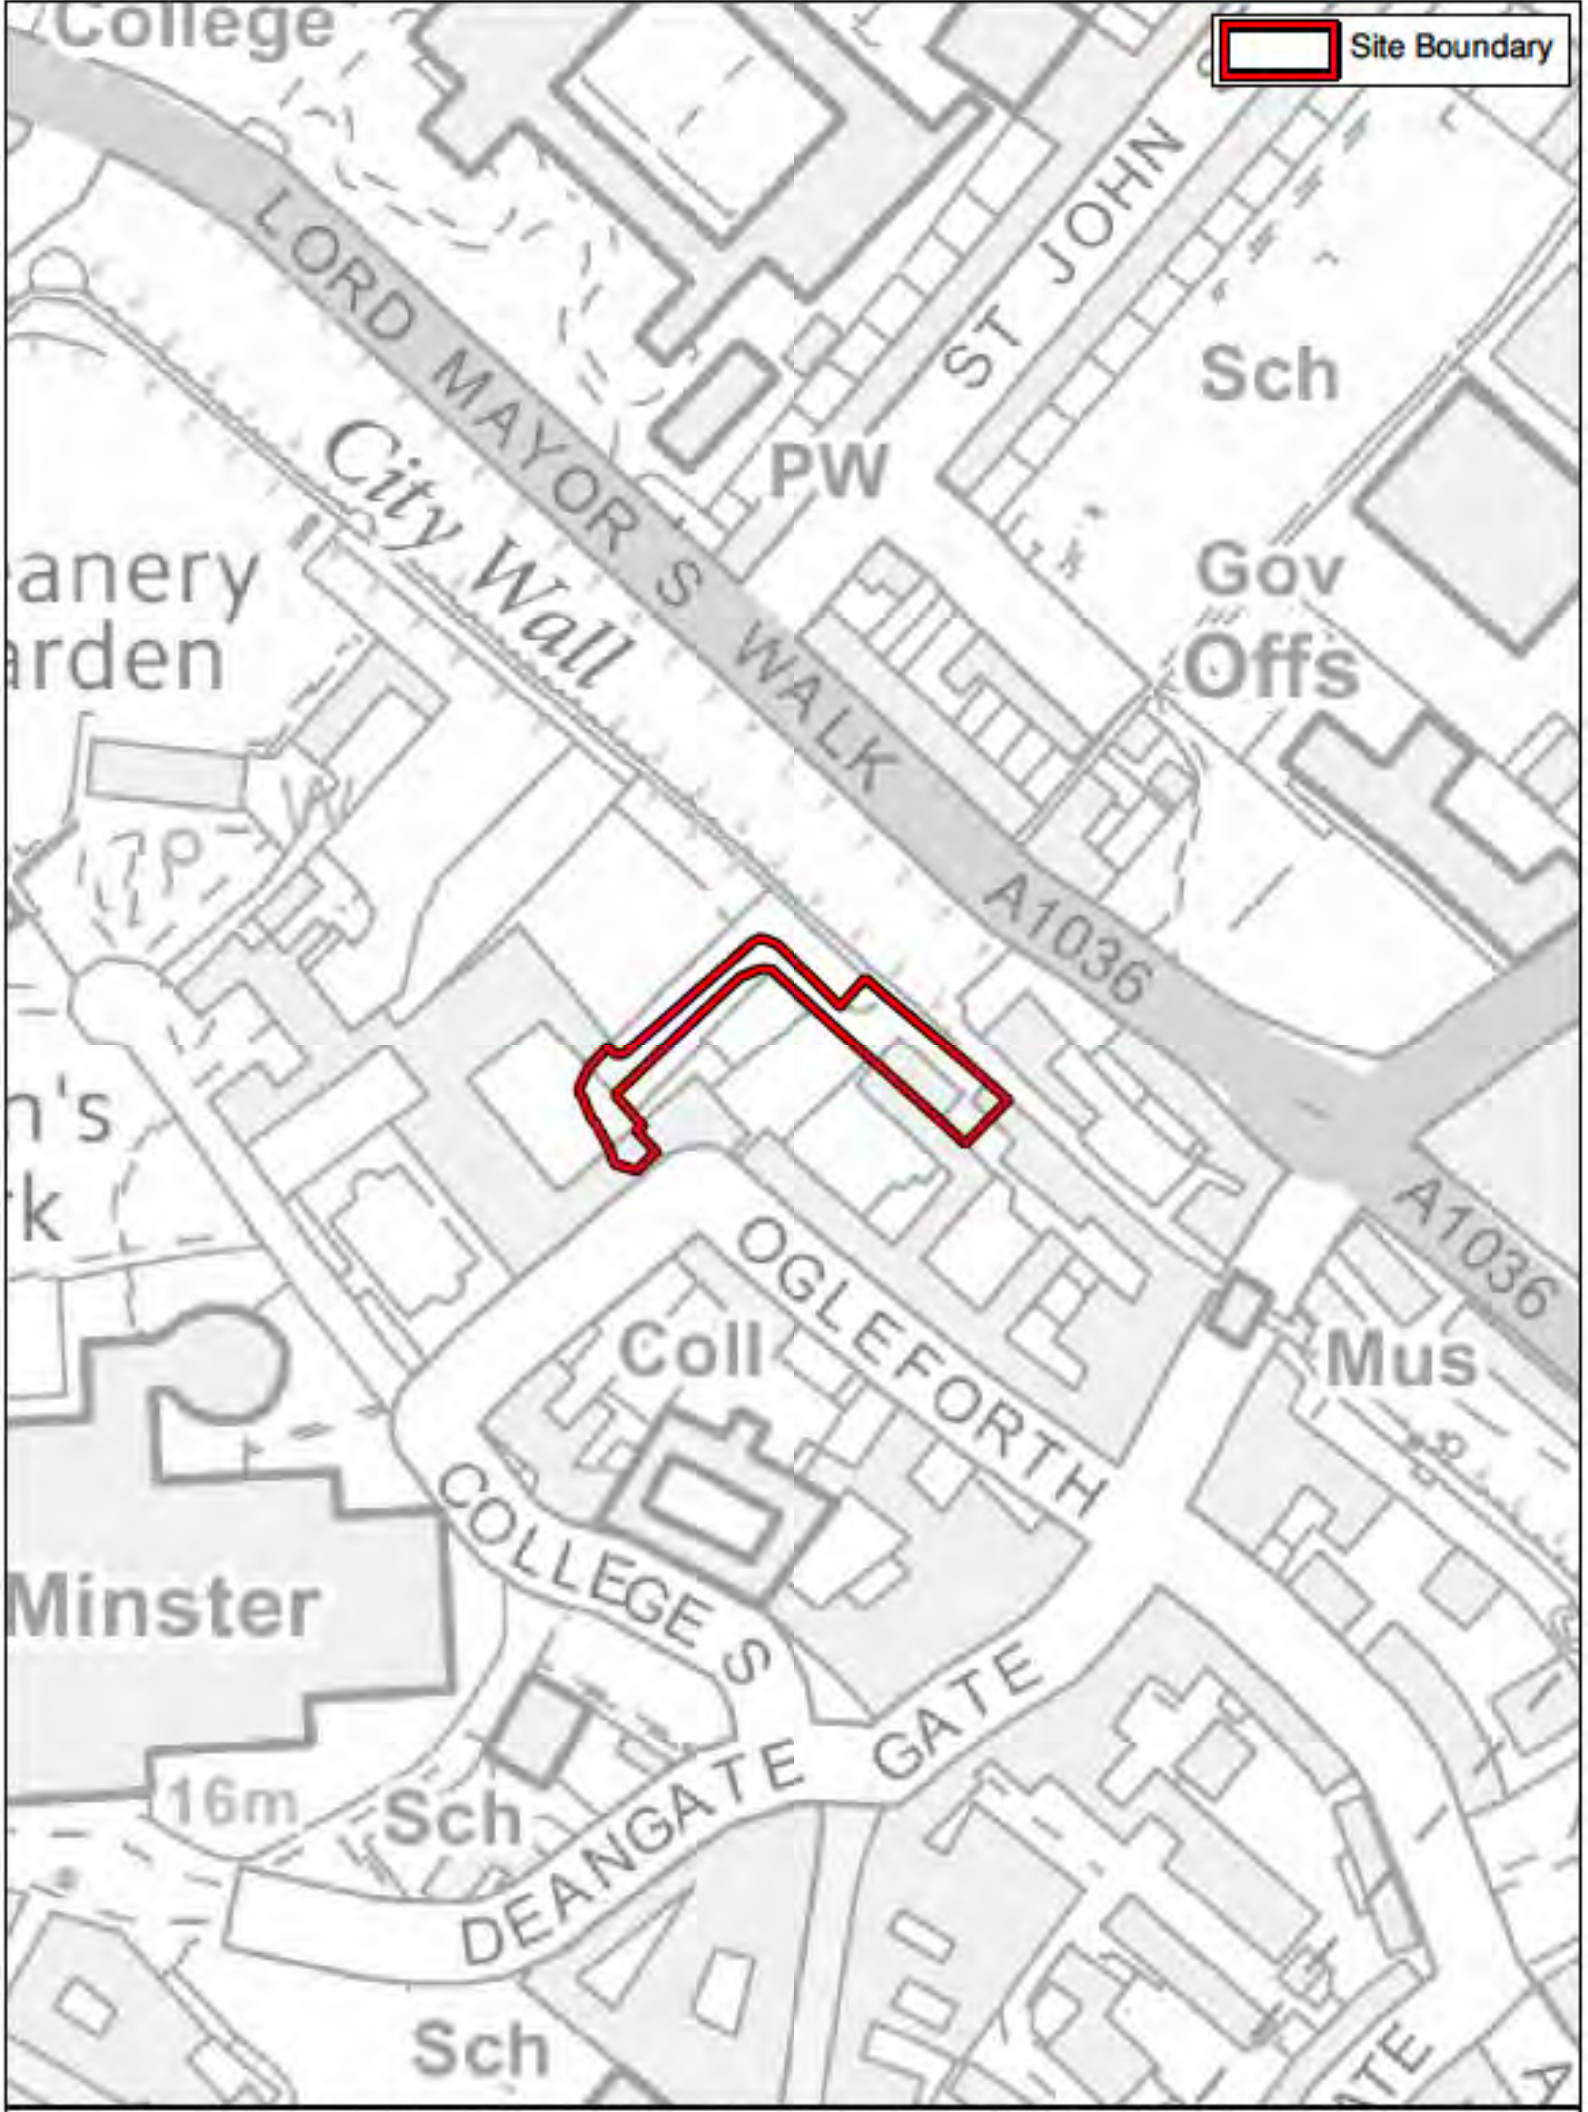 College
Site Boundary
ST JOHN S
LORD MAYOR S WALK
Sch
City Wall
PW
Gov
Offs
eanery
arden
A1036
n's
rk
A1036
OGLEFORTH
Coll
Mus
COLLEGE S
Minster
GATE
DEANGATE
16m
Sch
Sch
ATE
A